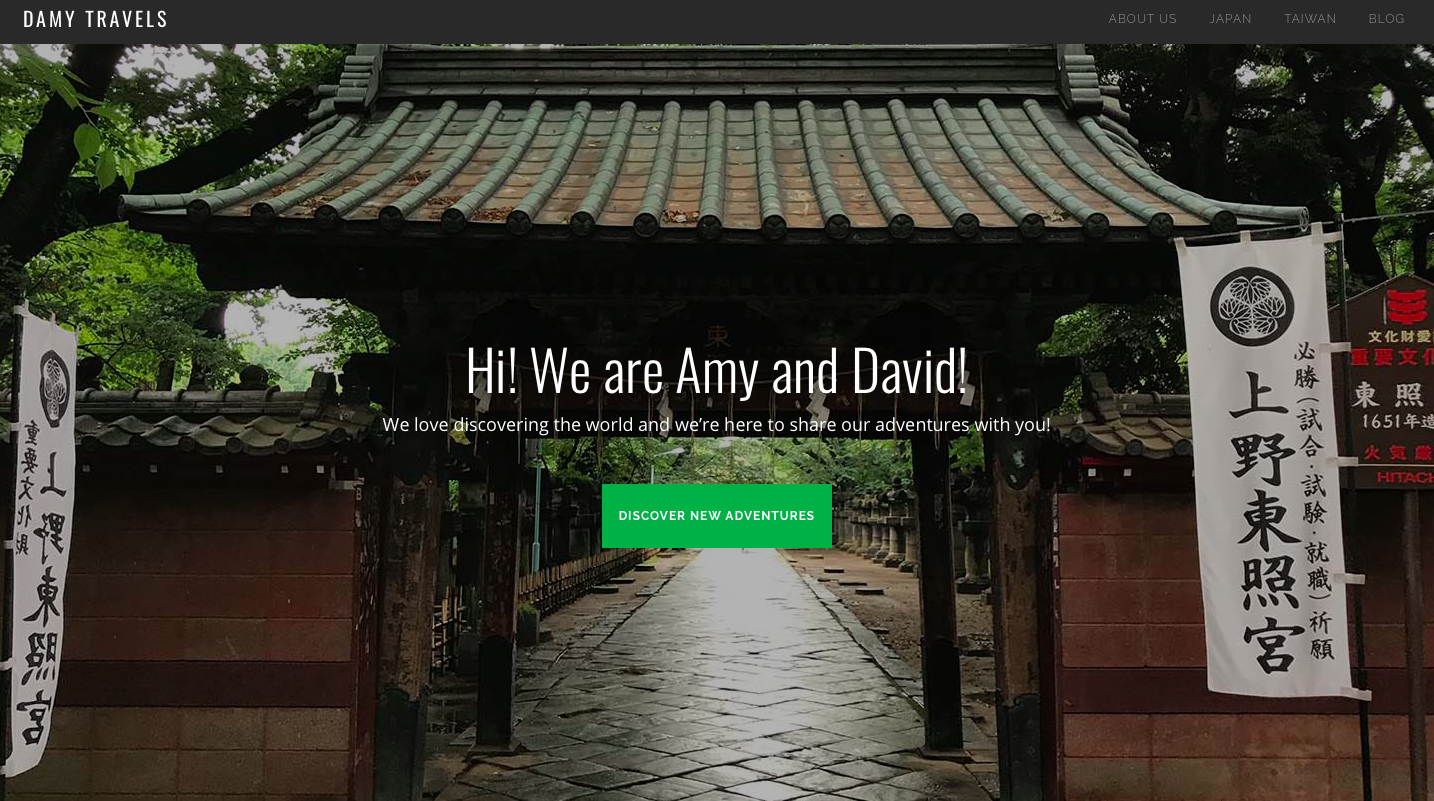 DAMY TRAVELS
ABOUT US
JAPAN
TAIWAN
BLOG
東
Hi! We are Amy and David!
We love discovering the world and we're here to share our adventures with you!
DISCOVER NEW ADVENTURES
重要文化財
上野東照宮
必勝(試合·試験·就職)祈願
上野東照宮
文化財愛
重要文化
東照
1651年造
火気厳
HITACH